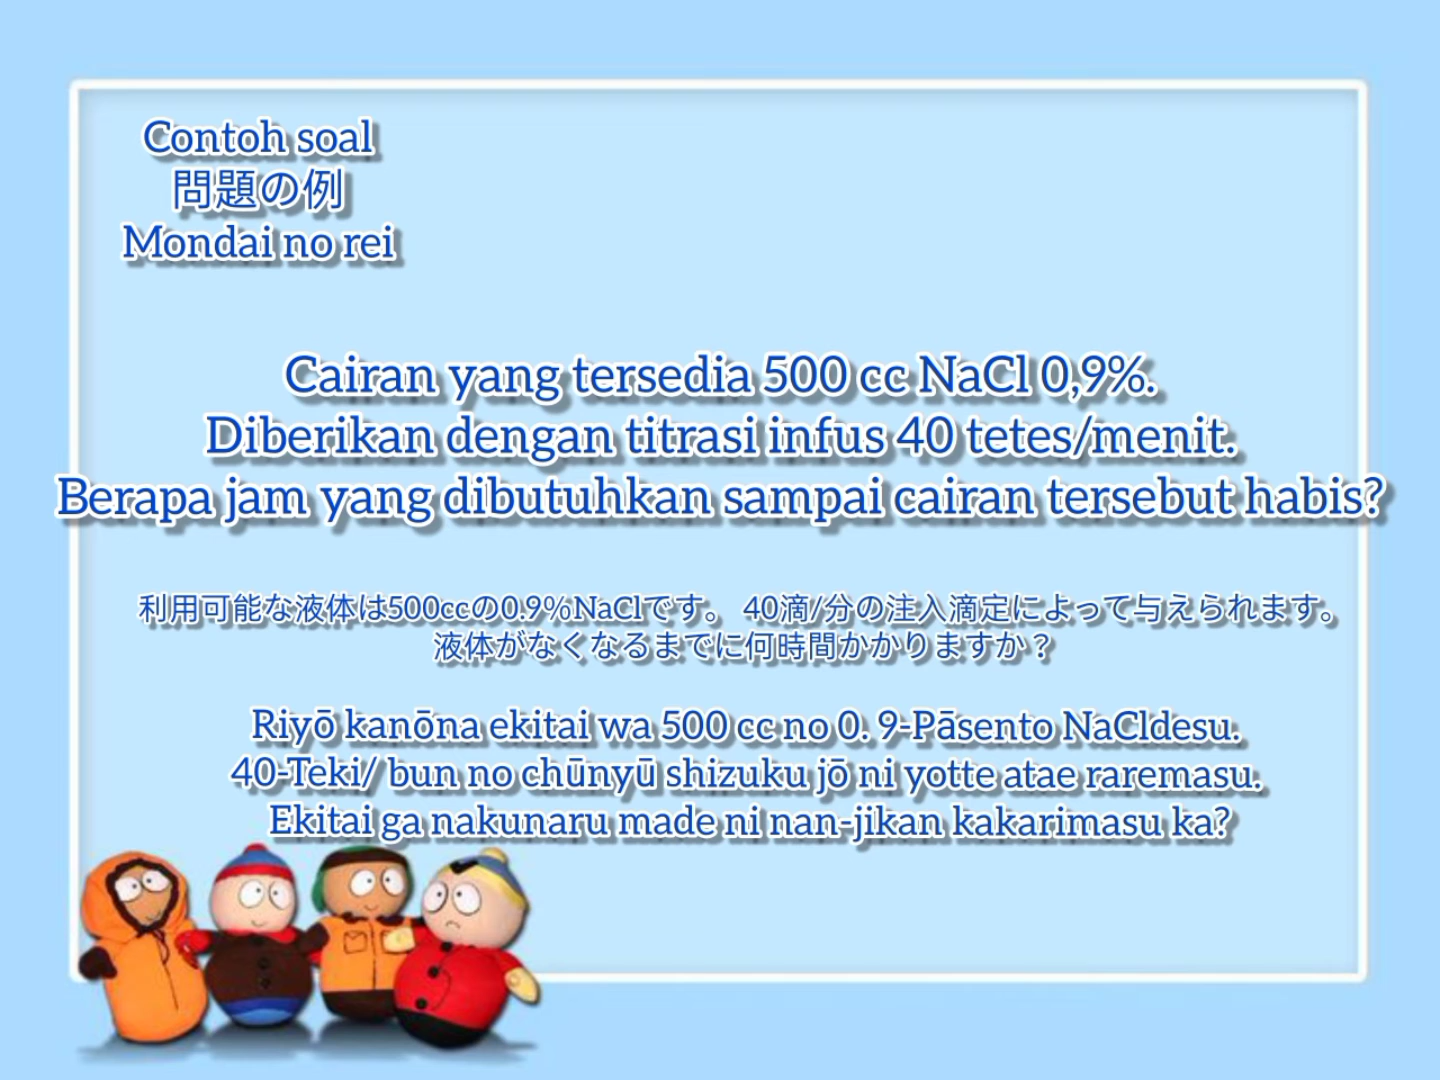 Contoh soal
問題の例
Mondai no rei
Cairan yang tersedia 500 cc NaCl 0,9%.
Diberikan dengan titrasi infus 40 tetes/menit.
Berapa jam yang dibutuhkan sampai cairan tersebut habis?
利用可能な液体は500ccの0.9%NaClです。 40滴/分の注入滴定によって与えられます。
液体がなくなるまでに何時間かかりますか？
Riyō kanōna ekitai wa 500 cc no 0. 9-Pāsento NaCldesu.
40-Teki/ bun no chūnyū shizuku jō ni yotte atae raremasu.
Ekitai ga nakunaru made ni nan-jikan kakarimasu ka?